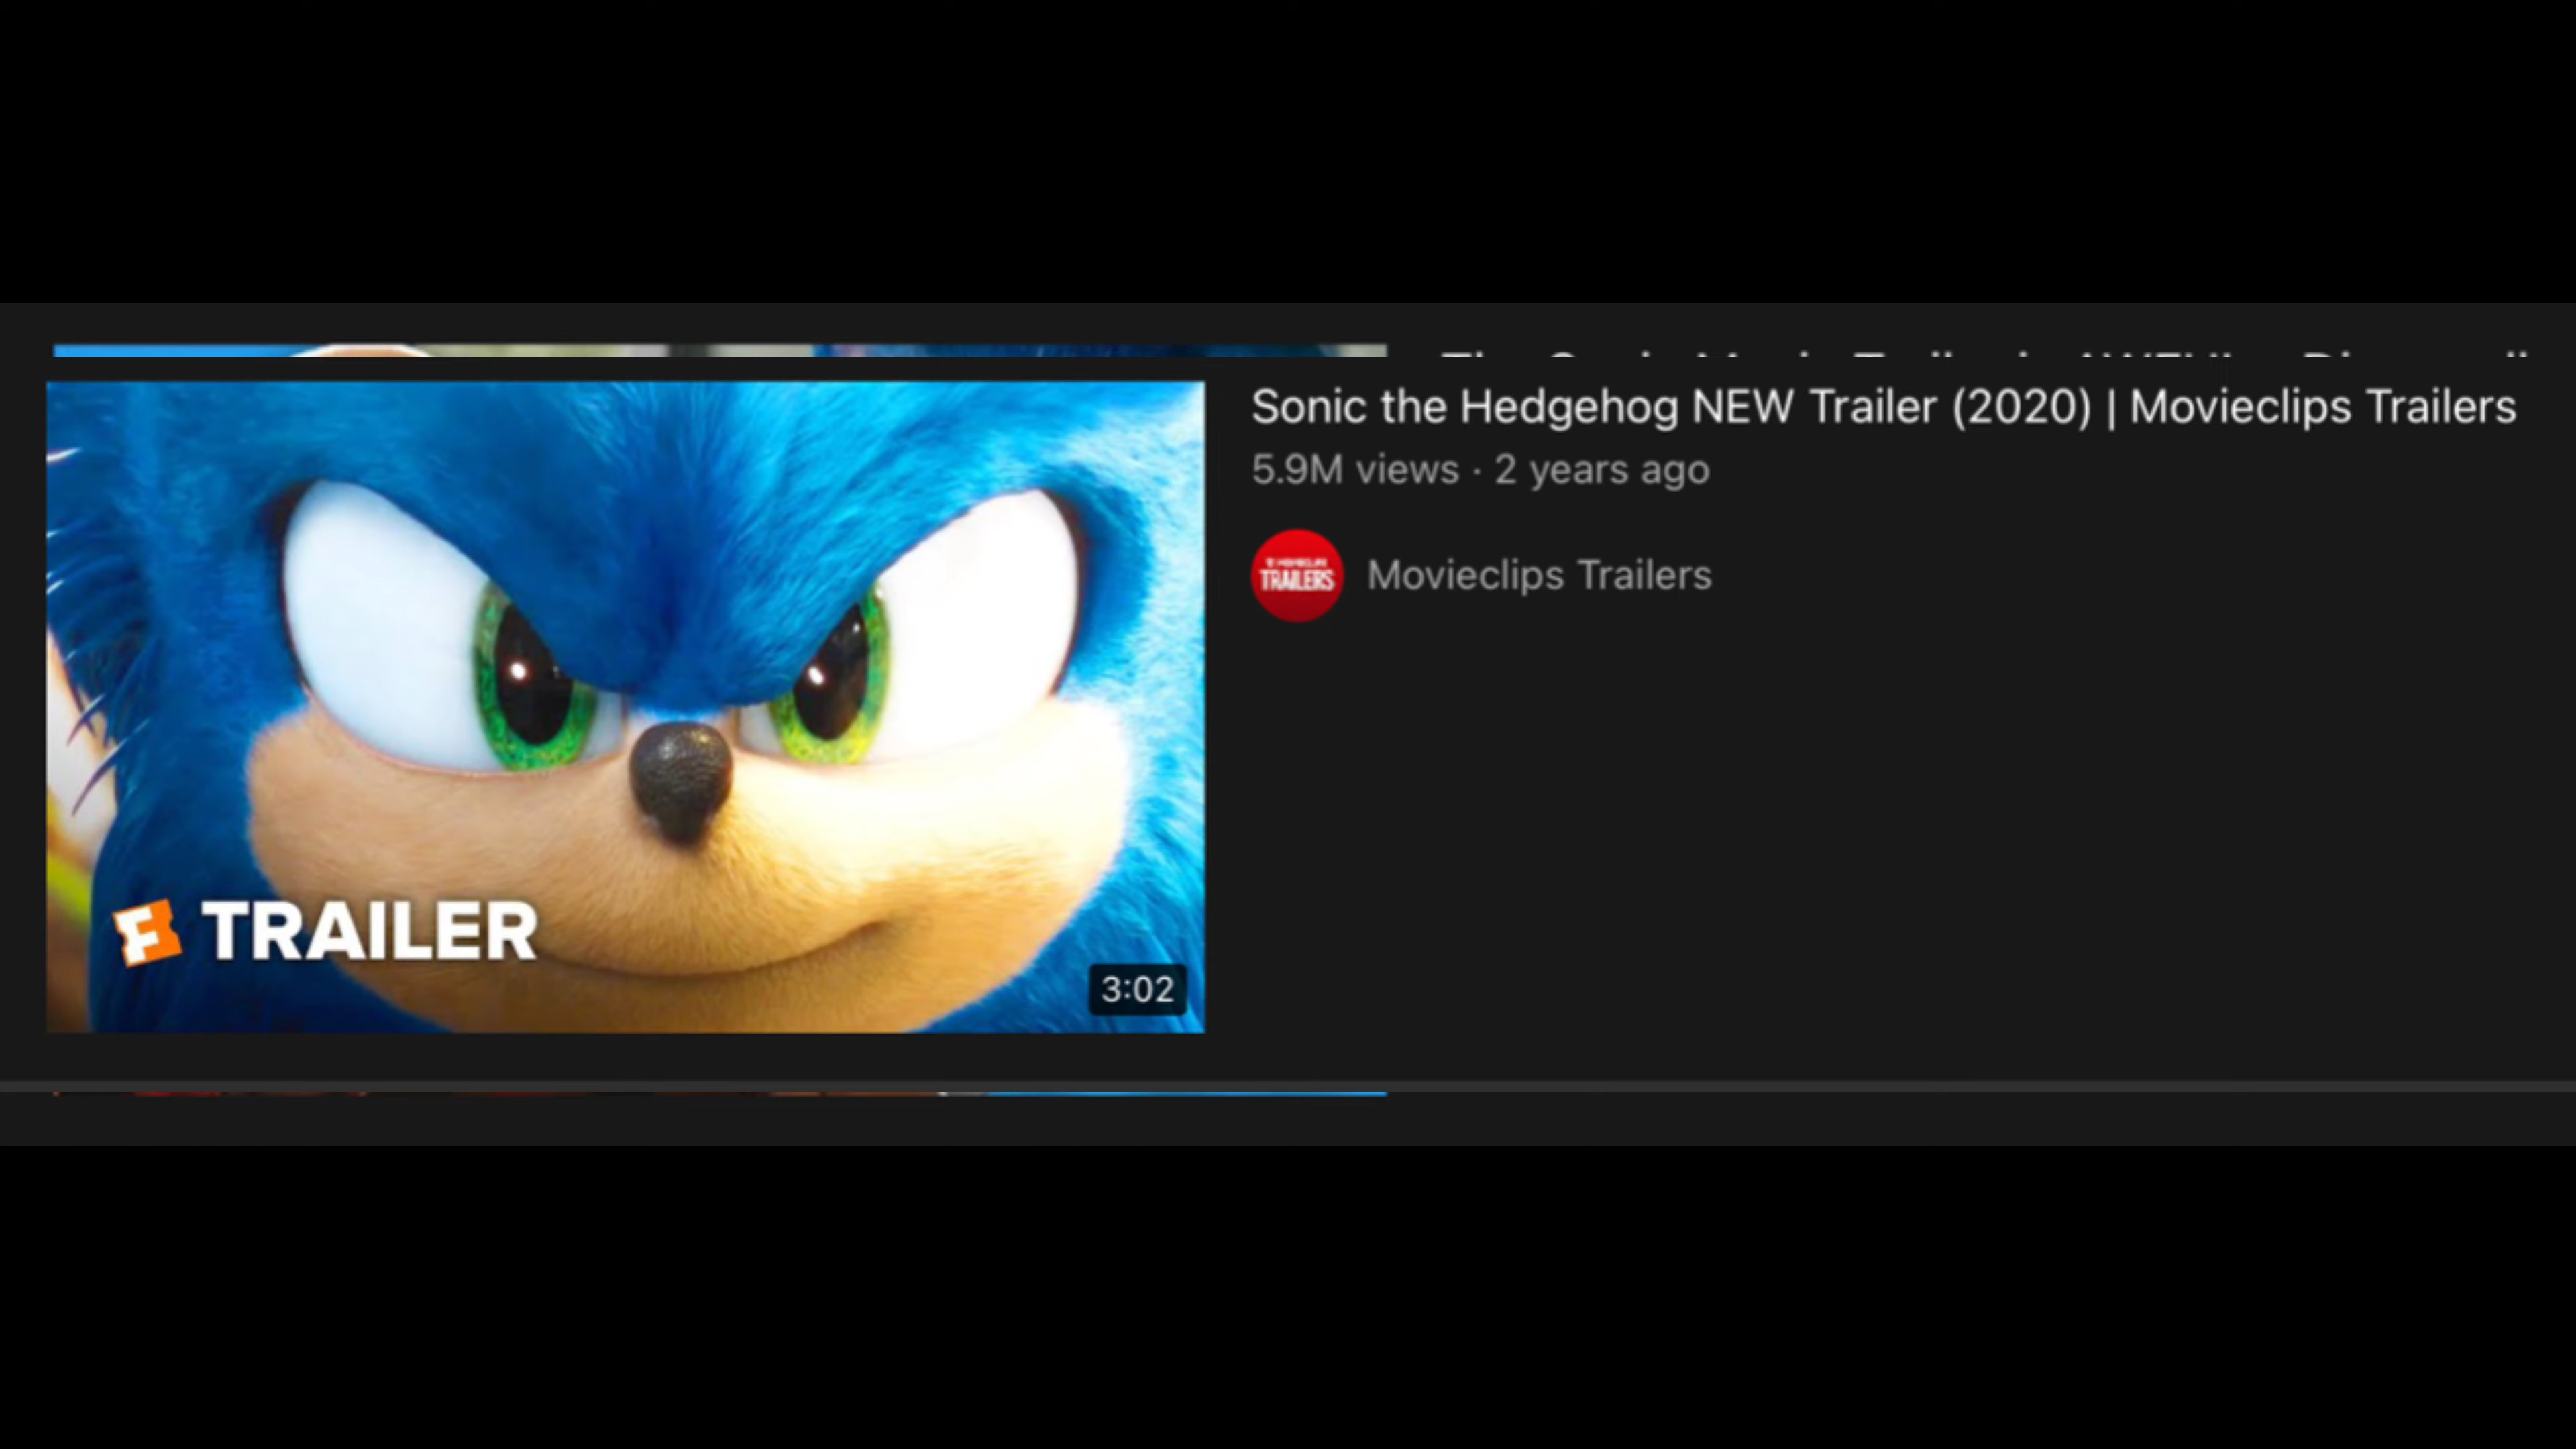 Sonic the Hedgehog NEW Trailer (2020) | Movieclips Trailers
5.9M views · 2 years ago
TRAILERS
Movieclips Trailers
F TRAILER
3:02